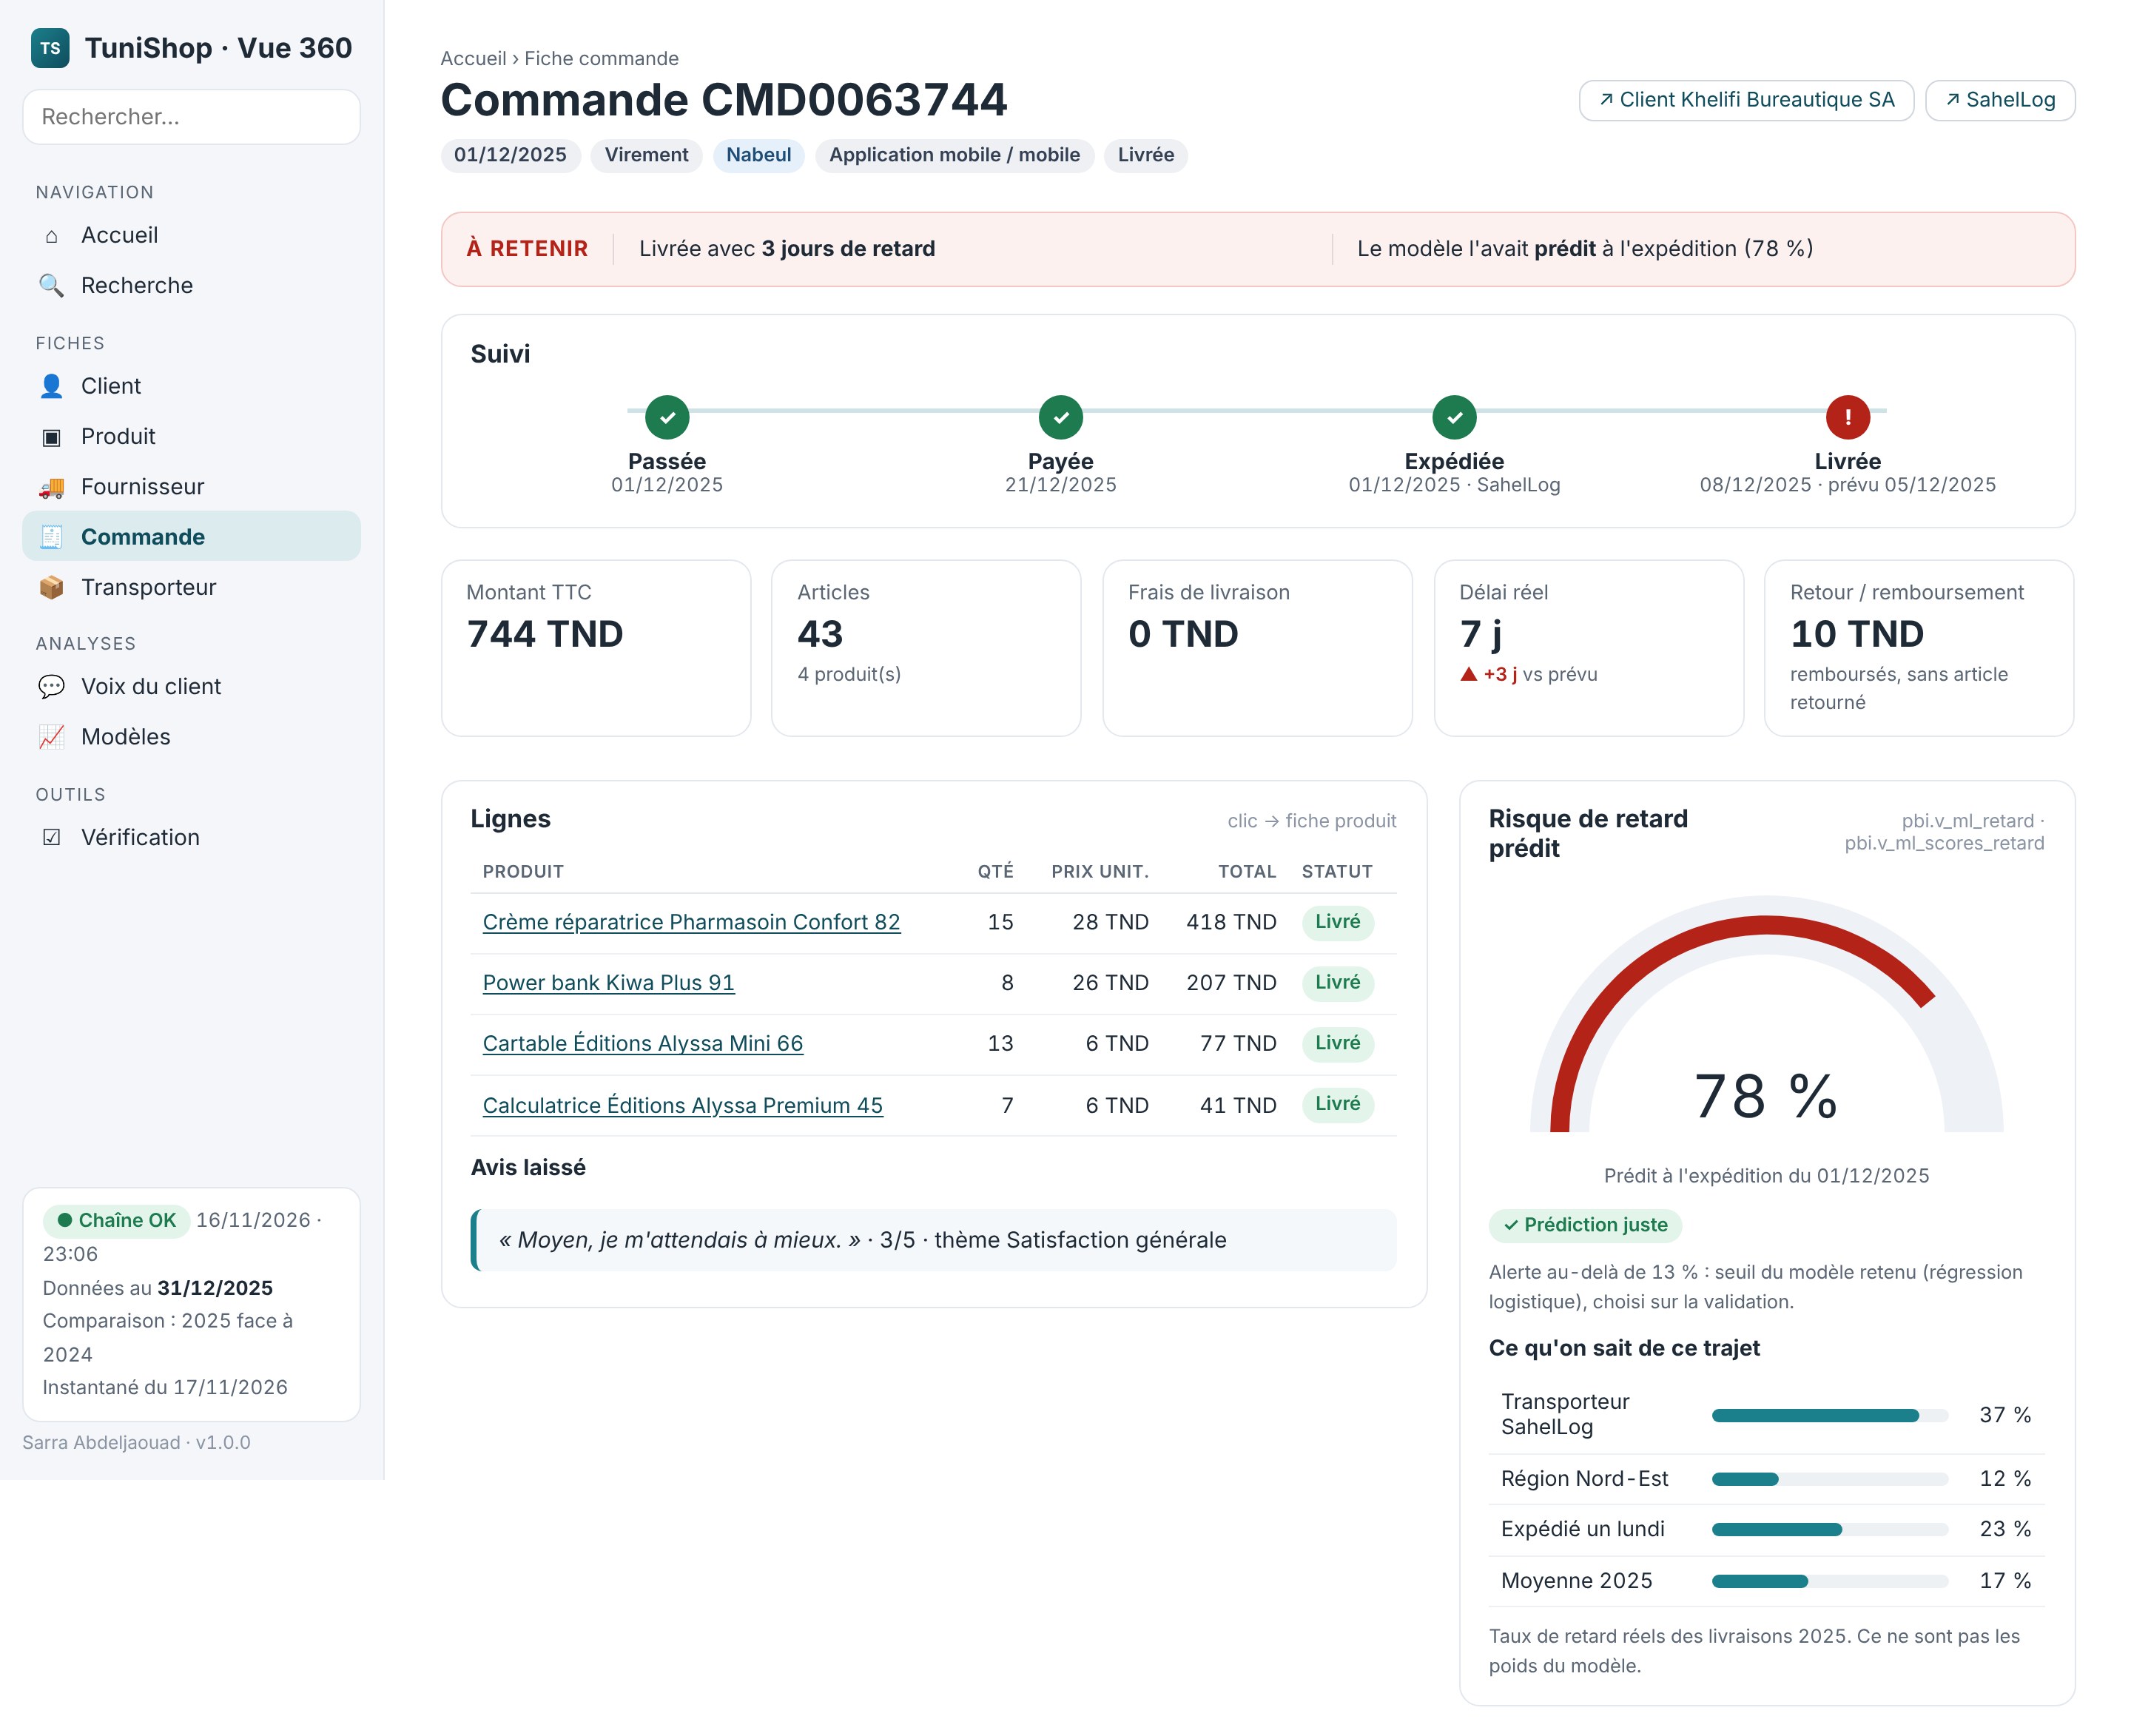 TS TuniShop · Vue 360
Rechercher...
NAVIGATION
⌂ Accueil
🔍 Recherche
FICHES
👤 Client
▣ Produit
🚚 Fournisseur
🧾 Commande
📦 Transporteur
ANALYSES
💬 Voix du client
📈 Modèles
OUTILS
☑ Vérification
● Chaîne OK 16/11/2026 ·
23:06
Données au 31/12/2025
Comparaison : 2025 face à
2024
Instantané du 17/11/2026
Sarra Abdeljaouad · v1.0.0
Accueil › Fiche commande
Commande CMD0063744
↗ Client Khelifi Bureautique SA ↗ SahelLog
01/12/2025 Virement Nabeul Application mobile / mobile Livrée
À RETENIR Livrée avec 3 jours de retard Le modèle l'avait prédit à l'expédition (78 %)
Suivi
✓ ✓ ✓ !
Passée Payée Expédiée Livrée
01/12/2025 21/12/2025 01/12/2025 · SahelLog 08/12/2025 · prévu 05/12/2025
Montant TTC
744 TND
Articles
43
4 produit(s)
Frais de livraison
0 TND
Délai réel
7 j
▲ +3 j vs prévu
Retour / remboursement
10 TND
remboursés, sans article
retourné
Lignes clic → fiche produit
PRODUIT QTÉ PRIX UNIT. TOTAL STATUT
Crème réparatrice Pharmasoin Confort 82 15 28 TND 418 TND Livré
Power bank Kiwa Plus 91 8 26 TND 207 TND Livré
Cartable Éditions Alyssa Mini 66 13 6 TND 77 TND Livré
Calculatrice Éditions Alyssa Premium 45 7 6 TND 41 TND Livré
Avis laissé
« Moyen, je m'attendais à mieux. » · 3/5 · thème Satisfaction générale
Risque de retard
prédit
pbi.v_ml_retard ·
pbi.v_ml_scores_retard
78 %
Prédit à l'expédition du 01/12/2025
✓ Prédiction juste
Alerte au-delà de 13 % : seuil du modèle retenu (régression
logistique), choisi sur la validation.
Ce qu'on sait de ce trajet
Transporteur
SahelLog 37 %
Région Nord-Est 12 %
Expédié un lundi 23 %
Moyenne 2025 17 %
Taux de retard réels des livraisons 2025. Ce ne sont pas les
poids du modèle.